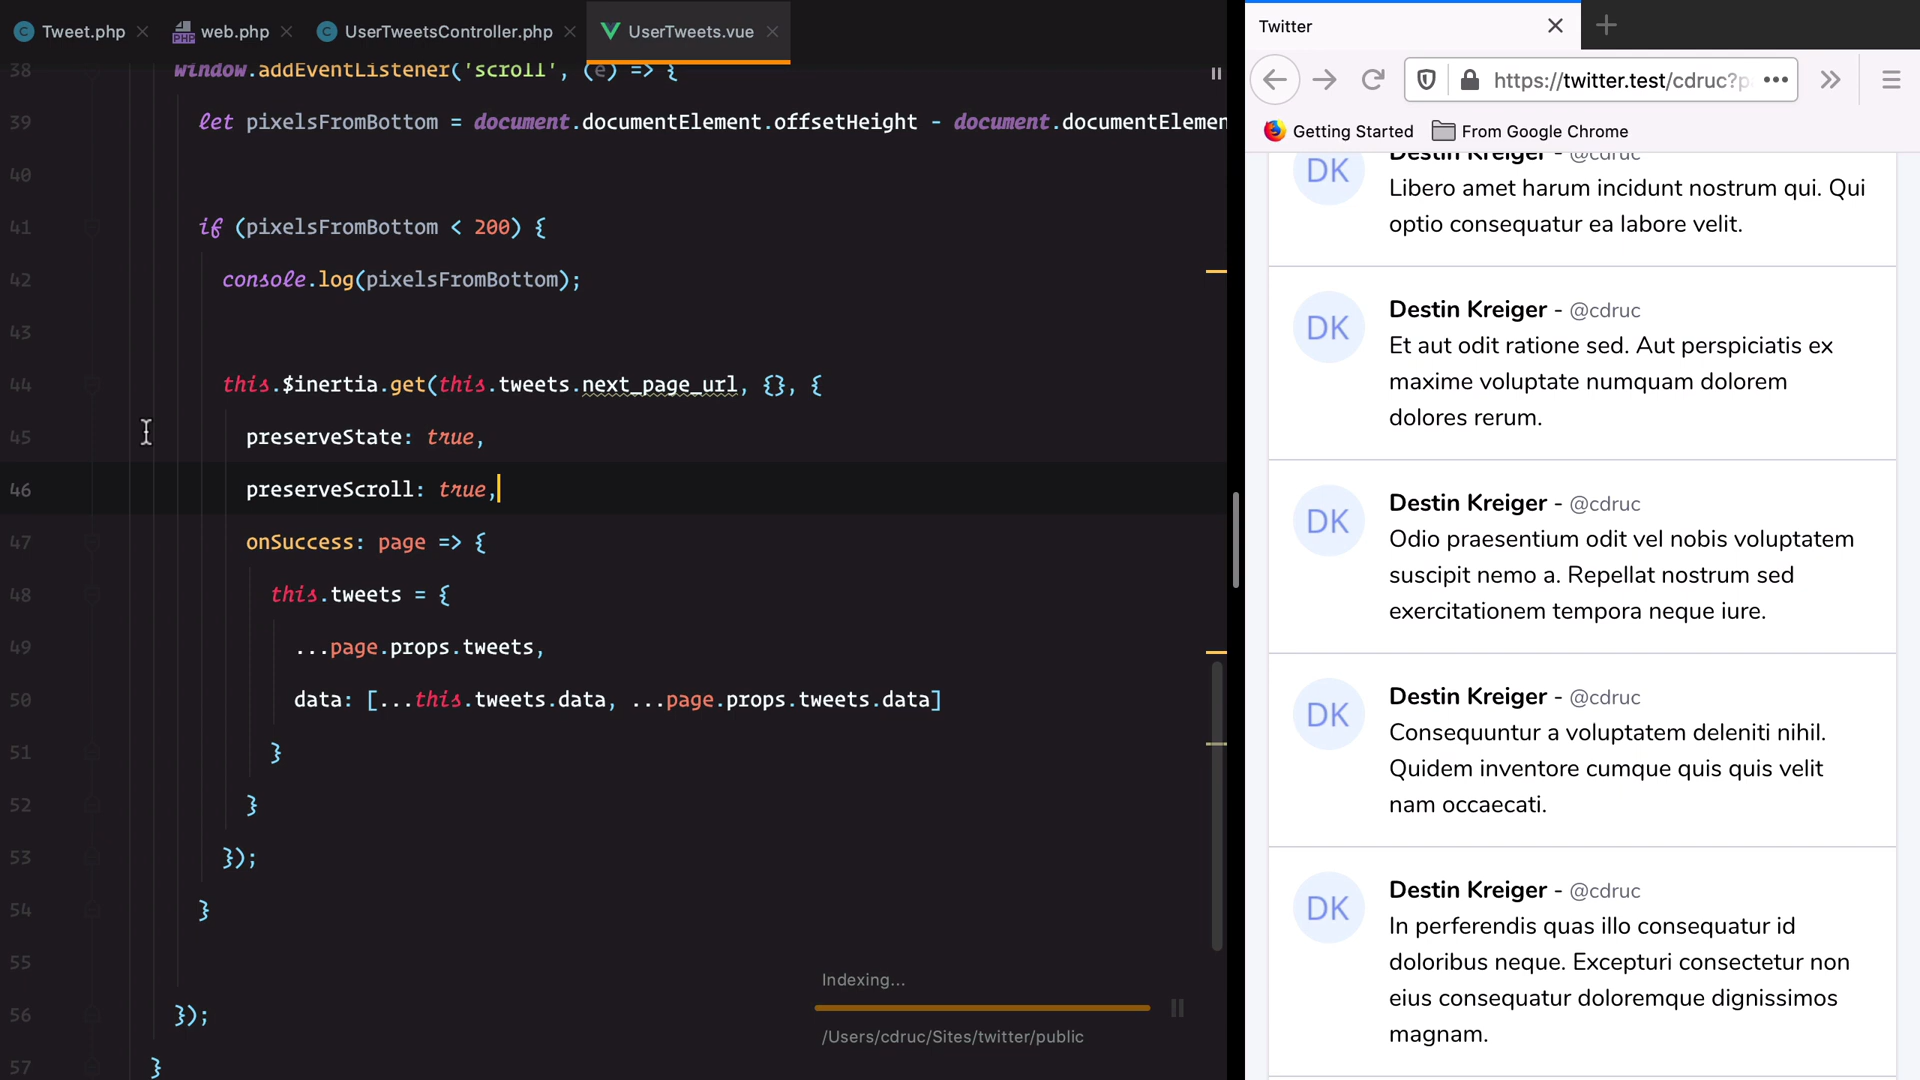 Tweet.php
web.php
UserTweetsController.php
UserTweets.vue
38 window.addEventListener('scroll', (e) => {
39 let pixelsFromBottom = document.documentElement.offsetHeight - document.documentElemen
40
41 if (pixelsFromBottom < 200) {
42 console.log(pixelsFromBottom);
43
44 this.$inertia.get(this.tweets.next_page_url, {}, {
45 preserveState: true,
46 preserveScroll: true,
47 onSuccess: page => {
48 this.tweets = {
49 ...page.props.tweets,
50 data: [...this.tweets.data, ...page.props.tweets.data]
51 }
52 }
53 });
54 }
55
56 });
57 }
Indexing...
/Users/cdruc/Sites/twitter/public
Twitter
https://twitter.test/cdruc?p
Getting Started
From Google Chrome
DK
Destin Kreiger - @cdruc
Libero amet harum incidunt nostrum qui. Qui
optio consequatur ea labore velit.
DK
Destin Kreiger - @cdruc
Et aut odit ratione sed. Aut perspiciatis ex
maxime voluptate numquam dolorem
dolores rerum.
DK
Destin Kreiger - @cdruc
Odio praesentium odit vel nobis voluptatem
suscipit nemo a. Repellat nostrum sed
exercitationem tempora neque iure.
DK
Destin Kreiger - @cdruc
Consequuntur a voluptatem deleniti nihil.
Quidem inventore cumque quis quis velit
nam occaecati.
DK
Destin Kreiger - @cdruc
In perferendis quas illo consequatur id
doloribus neque. Excepturi consectetur non
eius consequatur doloremque dignissimos
magnam.